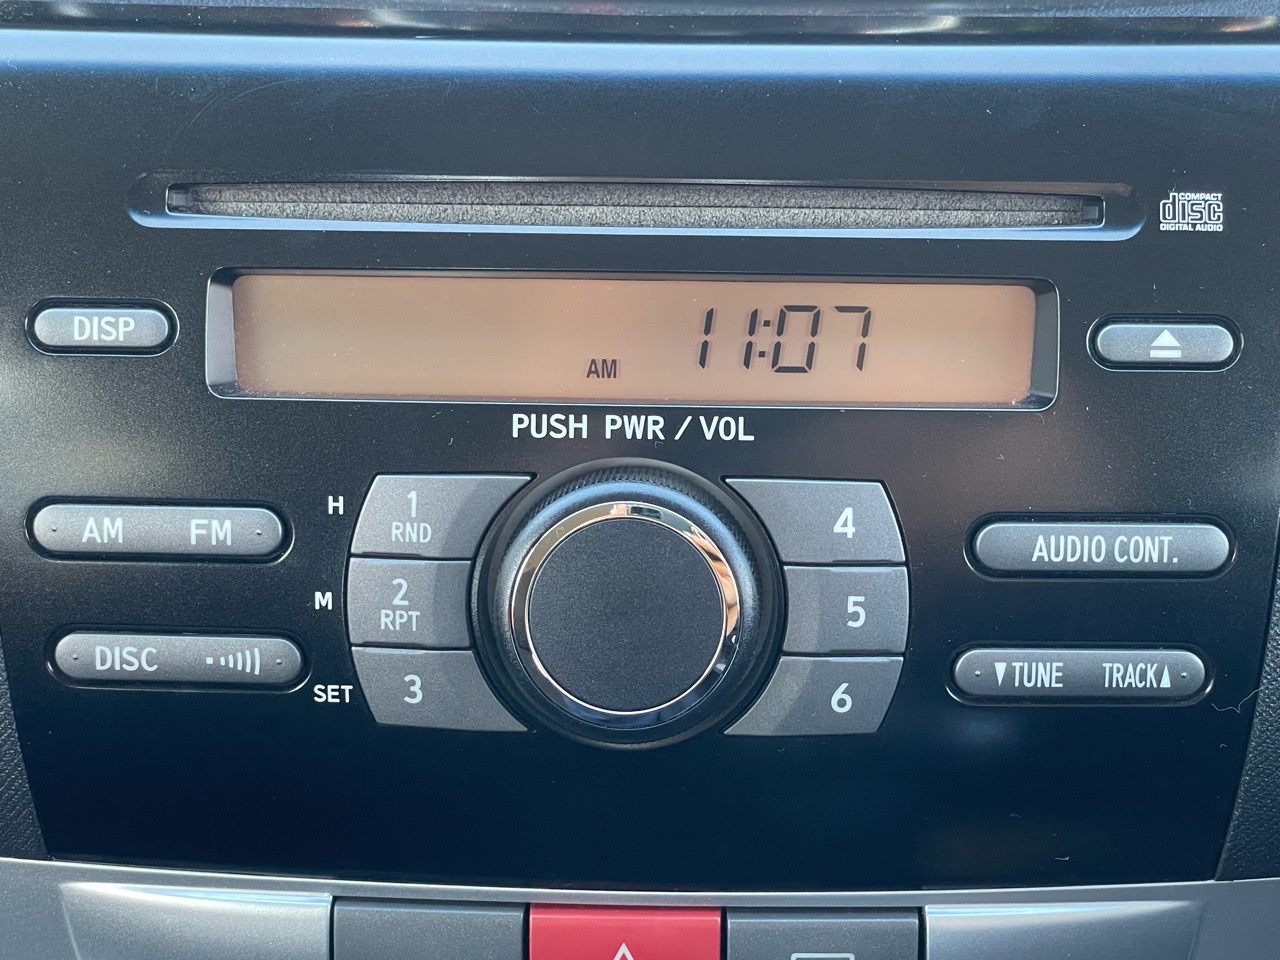 COMPACT
disc
DIGITAL AUDIO
DISP
AM 11:07
PUSH PWR / VOL
H
1
RND
4
AM FM
AUDIO CONT.
M
2
RPT
5
DISC
TUNE TRACK
SET
3
6